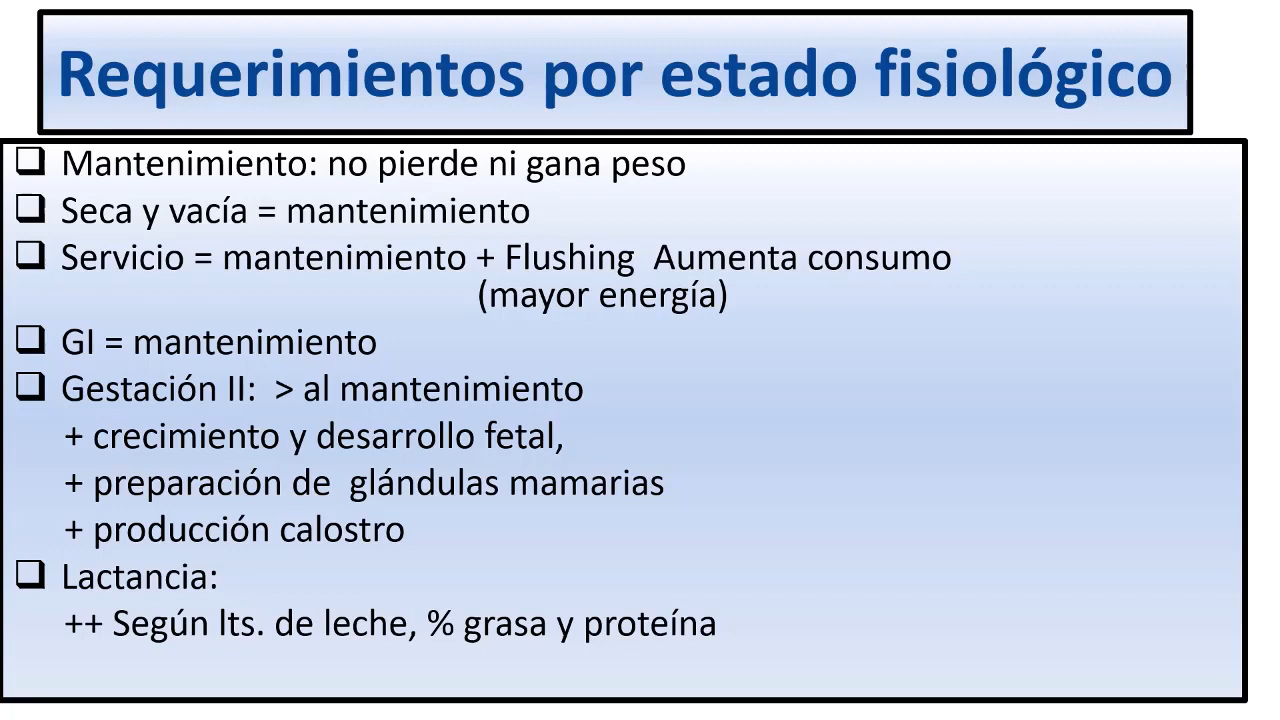 Requerimientos por estado fisiológico
❑ Mantenimiento: no pierde ni gana peso
❑ Seca y vacía = mantenimiento
❑ Servicio = mantenimiento + Flushing Aumenta consumo
(mayor energía)
❑ GI = mantenimiento
❑ Gestación II: > al mantenimiento
+ crecimiento y desarrollo fetal,
+ preparación de glándulas mamarias
+ producción calostro
❑ Lactancia:
++ Según lts. de leche, % grasa y proteína